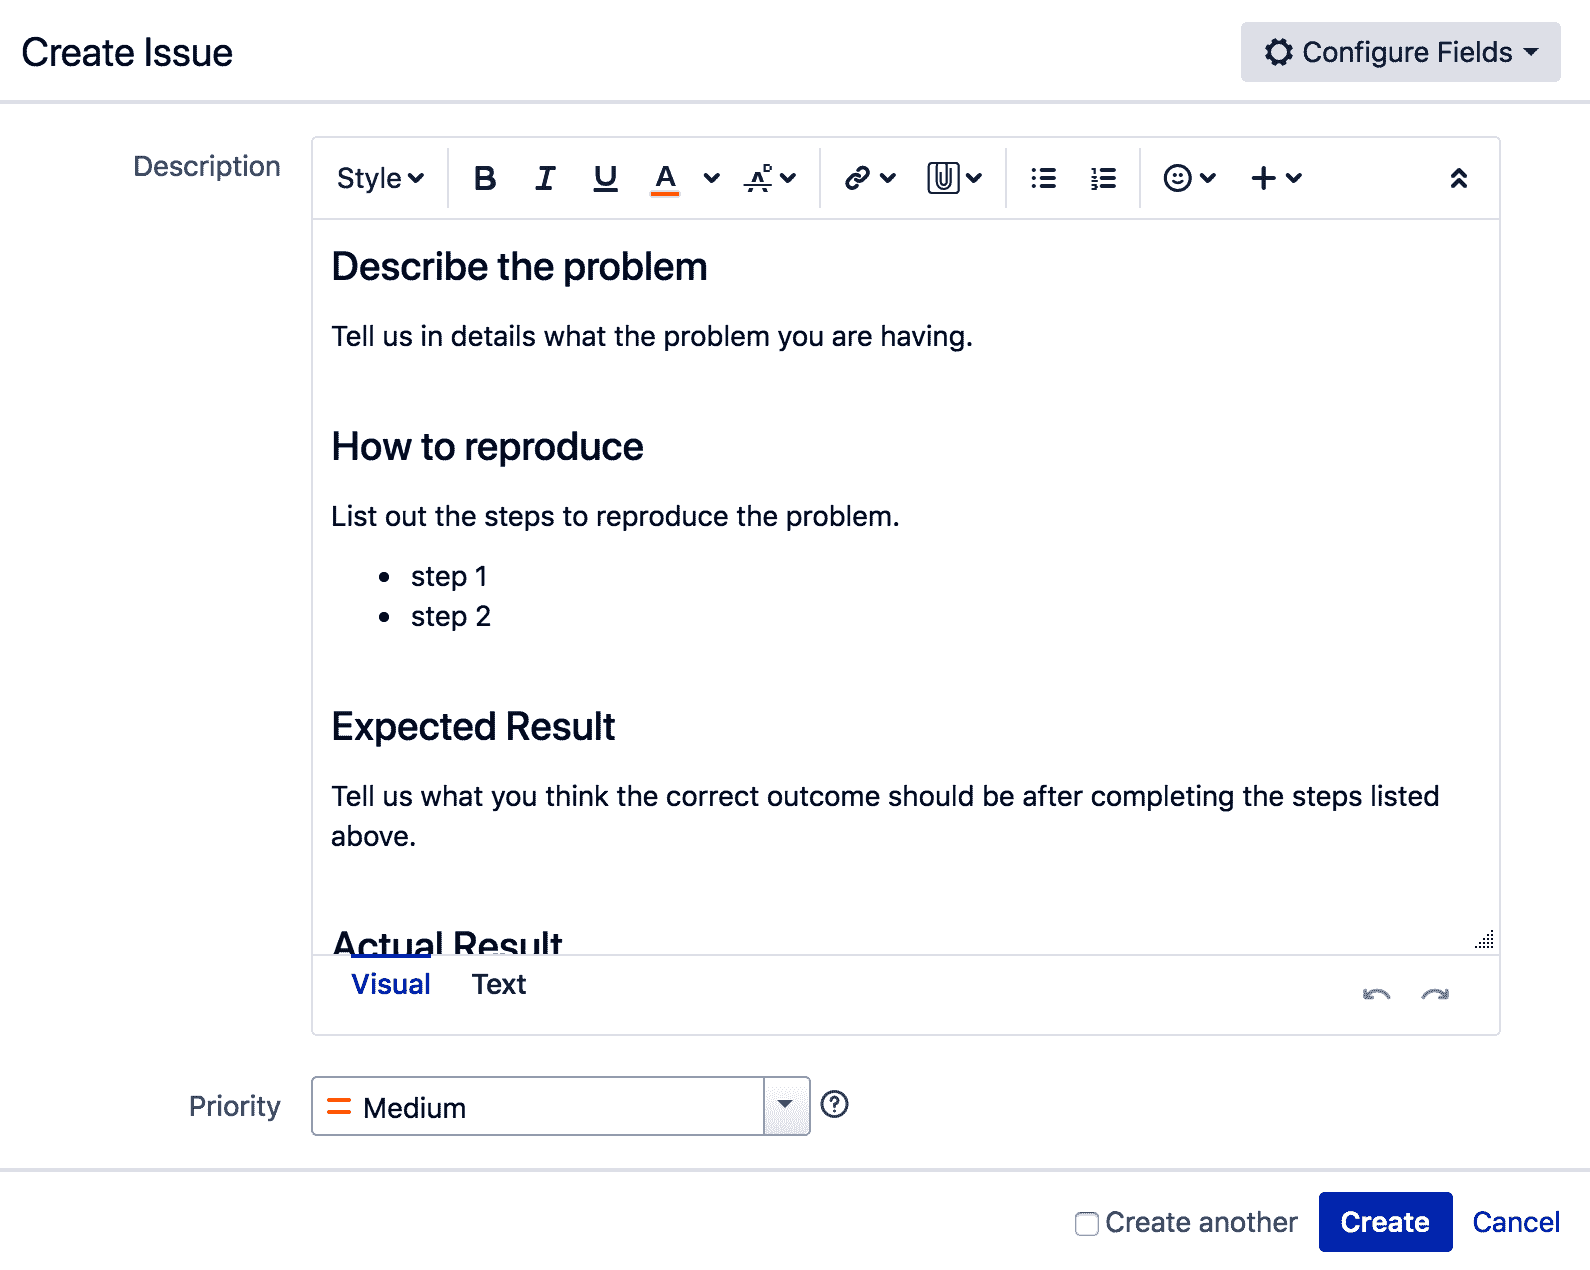 Create Issue
Configure Fields
Description
Style
B I U A
Describe the problem
Tell us in details what the problem you are having.
How to reproduce
List out the steps to reproduce the problem.
• step 1
• step 2
Expected Result
Tell us what you think the correct outcome should be after completing the steps listed
above.
Actual Result
Visual Text
Priority
Medium
Create another
Create
Cancel